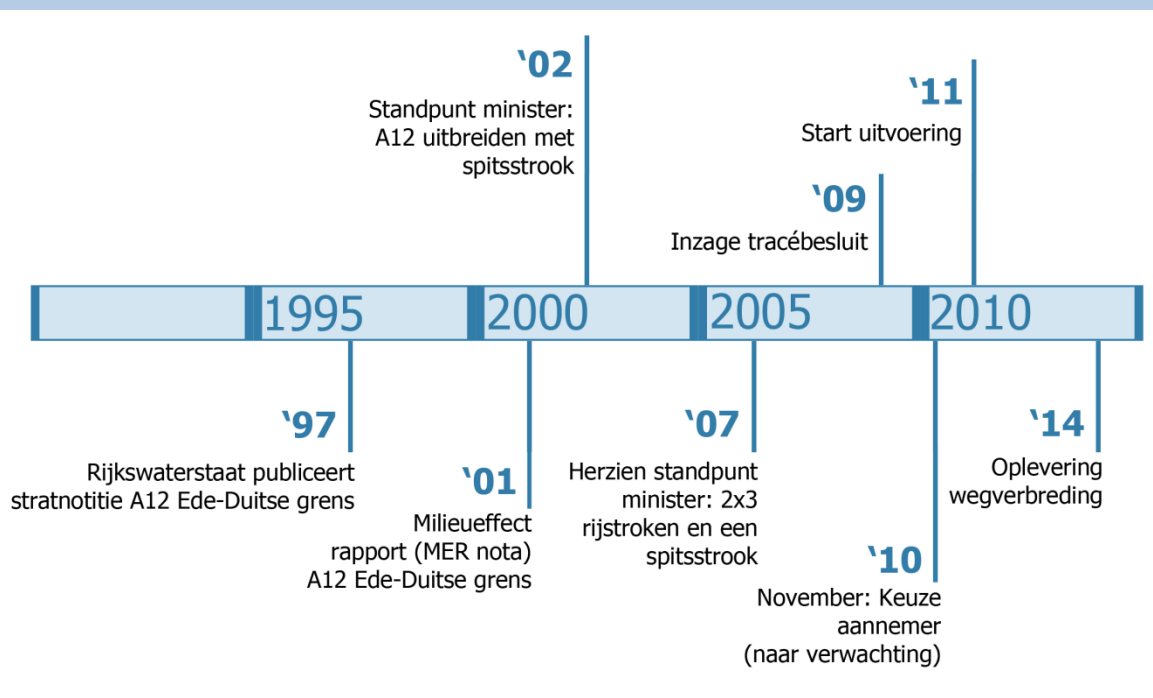 ‘02
Standpunt minister:
A12 uitbreiden met
spitsstrook
‘11
Start uitvoering
‘09
Inzage tracébesluit
1995
2000
2005
2010
‘97
Rijkswaterstaat publiceert
stratnotitie A12 Ede-Duitse grens
‘01
Milieueffect
rapport (MER nota)
A12 Ede-Duitse grens
‘07
Herzien standpunt
minister: 2x3
rijstroken en een
spitsstrook
‘10
November: Keuze
aannemer
(naar verwachting)
‘14
Oplevering
wegverbreding